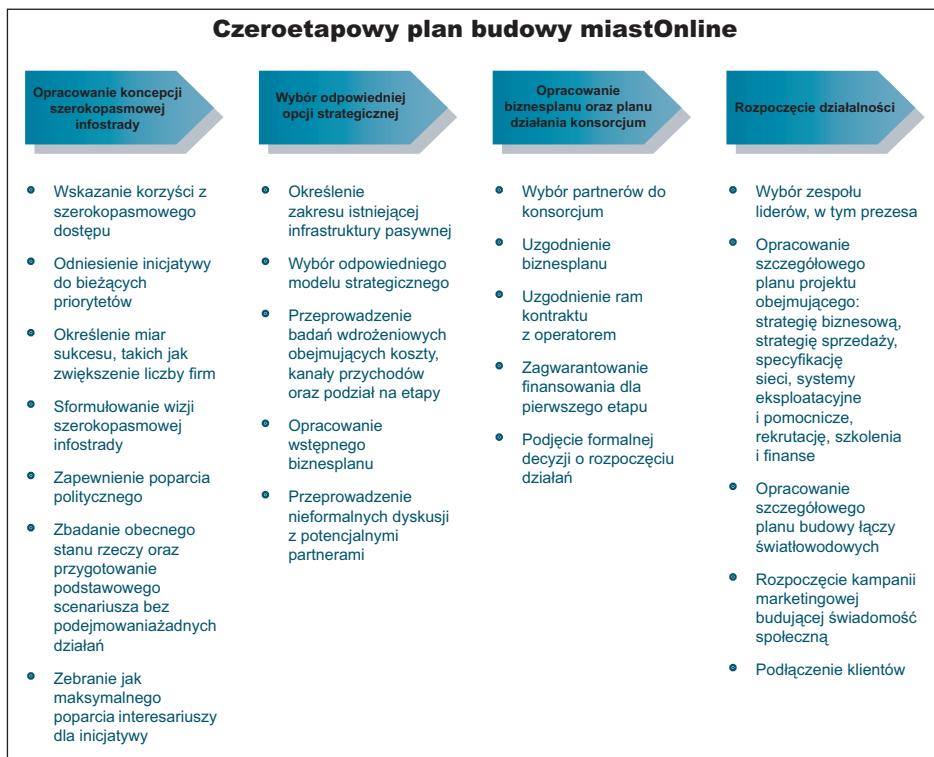 Czeroetapowy plan budowy miastOnline
Opracowanie koncepcji
szerokopasmowej
infostrady
Wskazanie korzyści z
szerokopasmowego
dostępu
Odniesienie inicjatywy
do bieżących
priorytetów
Określenie miar
sukcesu, takich jak
zwiększenie liczby firm
Sformułowanie wizji
szerokopasmowej
infostrady
Zapewnienie poparcia
politycznego
Zbadanie obecnego
stanu rzeczy oraz
przygotowanie
podstawowego
scenariusza bez
podejmowaniażadnych
działań
Zebranie jak
maksymalnego
poparcia interesariuszy
dla inicjatywy
Wybór odpowiedniej
opcji strategicznej
Określenie
zakresu istniejącej
infrastruktury pasywnej
Wybór odpowiedniego
modelu strategicznego
Przeprowadzenie
badań wdrożeniowych
obejmujących koszty,
kanały przychodów
oraz podział na etapy
Opracowanie
wstępnego
biznesplanu
Przeprowadzenie
nieformalnych dyskusji
z potencjalnymi
partnerami
Opracowanie
biznesplanu oraz planu
działania konsorcjum
Wybór partnerów do
konsorcjum
Uzgodnienie
biznesplanu
Uzgodnienie ram
kontraktu
z operatorem
Zagwarantowanie
finansowania dla
pierwszego etapu
Podjęcie formalnej
decyzji o rozpoczęciu
działań
Rozpoczęcie działalności
Wybór zespołu
liderów, w tym prezesa
Opracowanie
szczegółowego
planu projektu
obejmującego:
strategię biznesową,
strategię sprzedaży,
specyfikację
sieci, systemy
eksploatacyjne
i pomocnicze,
rekrutację, szkolenia
i finanse
Opracowanie
szczegółowego
planu budowy łączy
światłowodowych
Rozpoczęcie kampanii
marketingowej
budującej świadomość
społeczną
Podłączenie klientów